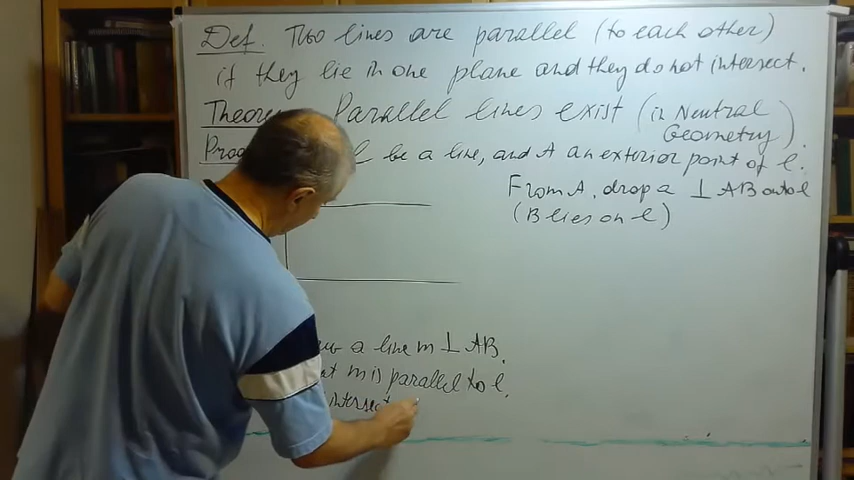 Def. Two lines are parallel (to each other)
if they lie in one plane and they do not intersect.
Theorem Parallel lines exist (in Neutral
Geometry).
be a line, and A an exterior point of l.
From A, drop a ⊥ AB onto l
(B lies on l)
a line m ⊥ AB.
m is parallel to l.
intersect